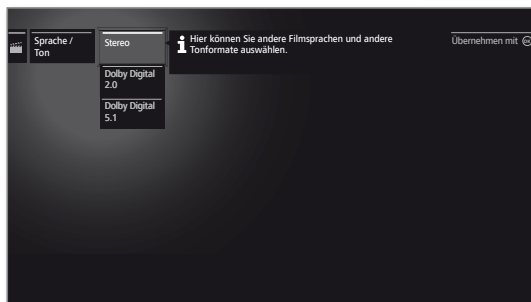 Sprache /
Ton
Stereo
Dolby Digital
2.0
Dolby Digital
5.1
i Hier können Sie andere Filmsprachen und andere
Tonformate auswählen.
Übernehmen mit OK